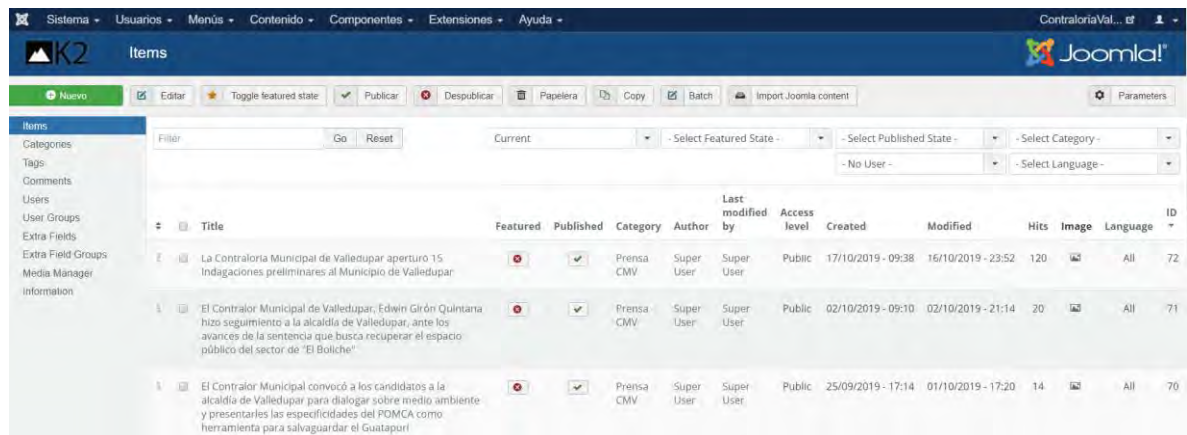 Sistema Usuarios Menús Contenido Componentes Extensiones Ayuda ContraloriaVal...
K2 Items Joomla!®
Nuevo Editar Toggle featured state Publicar Despublicar Papelera Copy Batch Import Joomla content Parameters
Items
Categories
Tags
Comments
Users
User Groups
Extra Fields
Extra Field Groups
Media Manager
Information
Filter Go Reset Current - Select Featured State - - Select Published State - - Select Category -
- No User - - Select Language -
Title Featured Published Category Author Last modified by Access level Created Modified Hits Image Language ID
La Contraloria Municipal de Valledupar aperturó 15
Indagaciones preliminares al Municipio de Valledupar
Prensa CMV Super User Super User Public 17/10/2019 - 09:38 16/10/2019 - 23:52 120 All 72
El Contralor Municipal de Valledupar, Edwin Girón Quintana
hizo seguimiento a la alcaldía de Valledupar, ante los
avances de la sentencia que busca recuperar el espacio
público del sector de "El Boliche"
Prensa CMV Super User Super User Public 02/10/2019 - 09:10 02/10/2019 - 21:14 20 All 71
El Contralor Municipal convocó a los candidatos a la
alcaldía de Valledupar para dialogar sobre medio ambiente
y presentarles las especificidades del POMCA como
herramienta para salvaguardar el Guatapurí
Prensa CMV Super User Super User Public 25/09/2019 - 17:14 01/10/2019 - 17:20 14 All 70